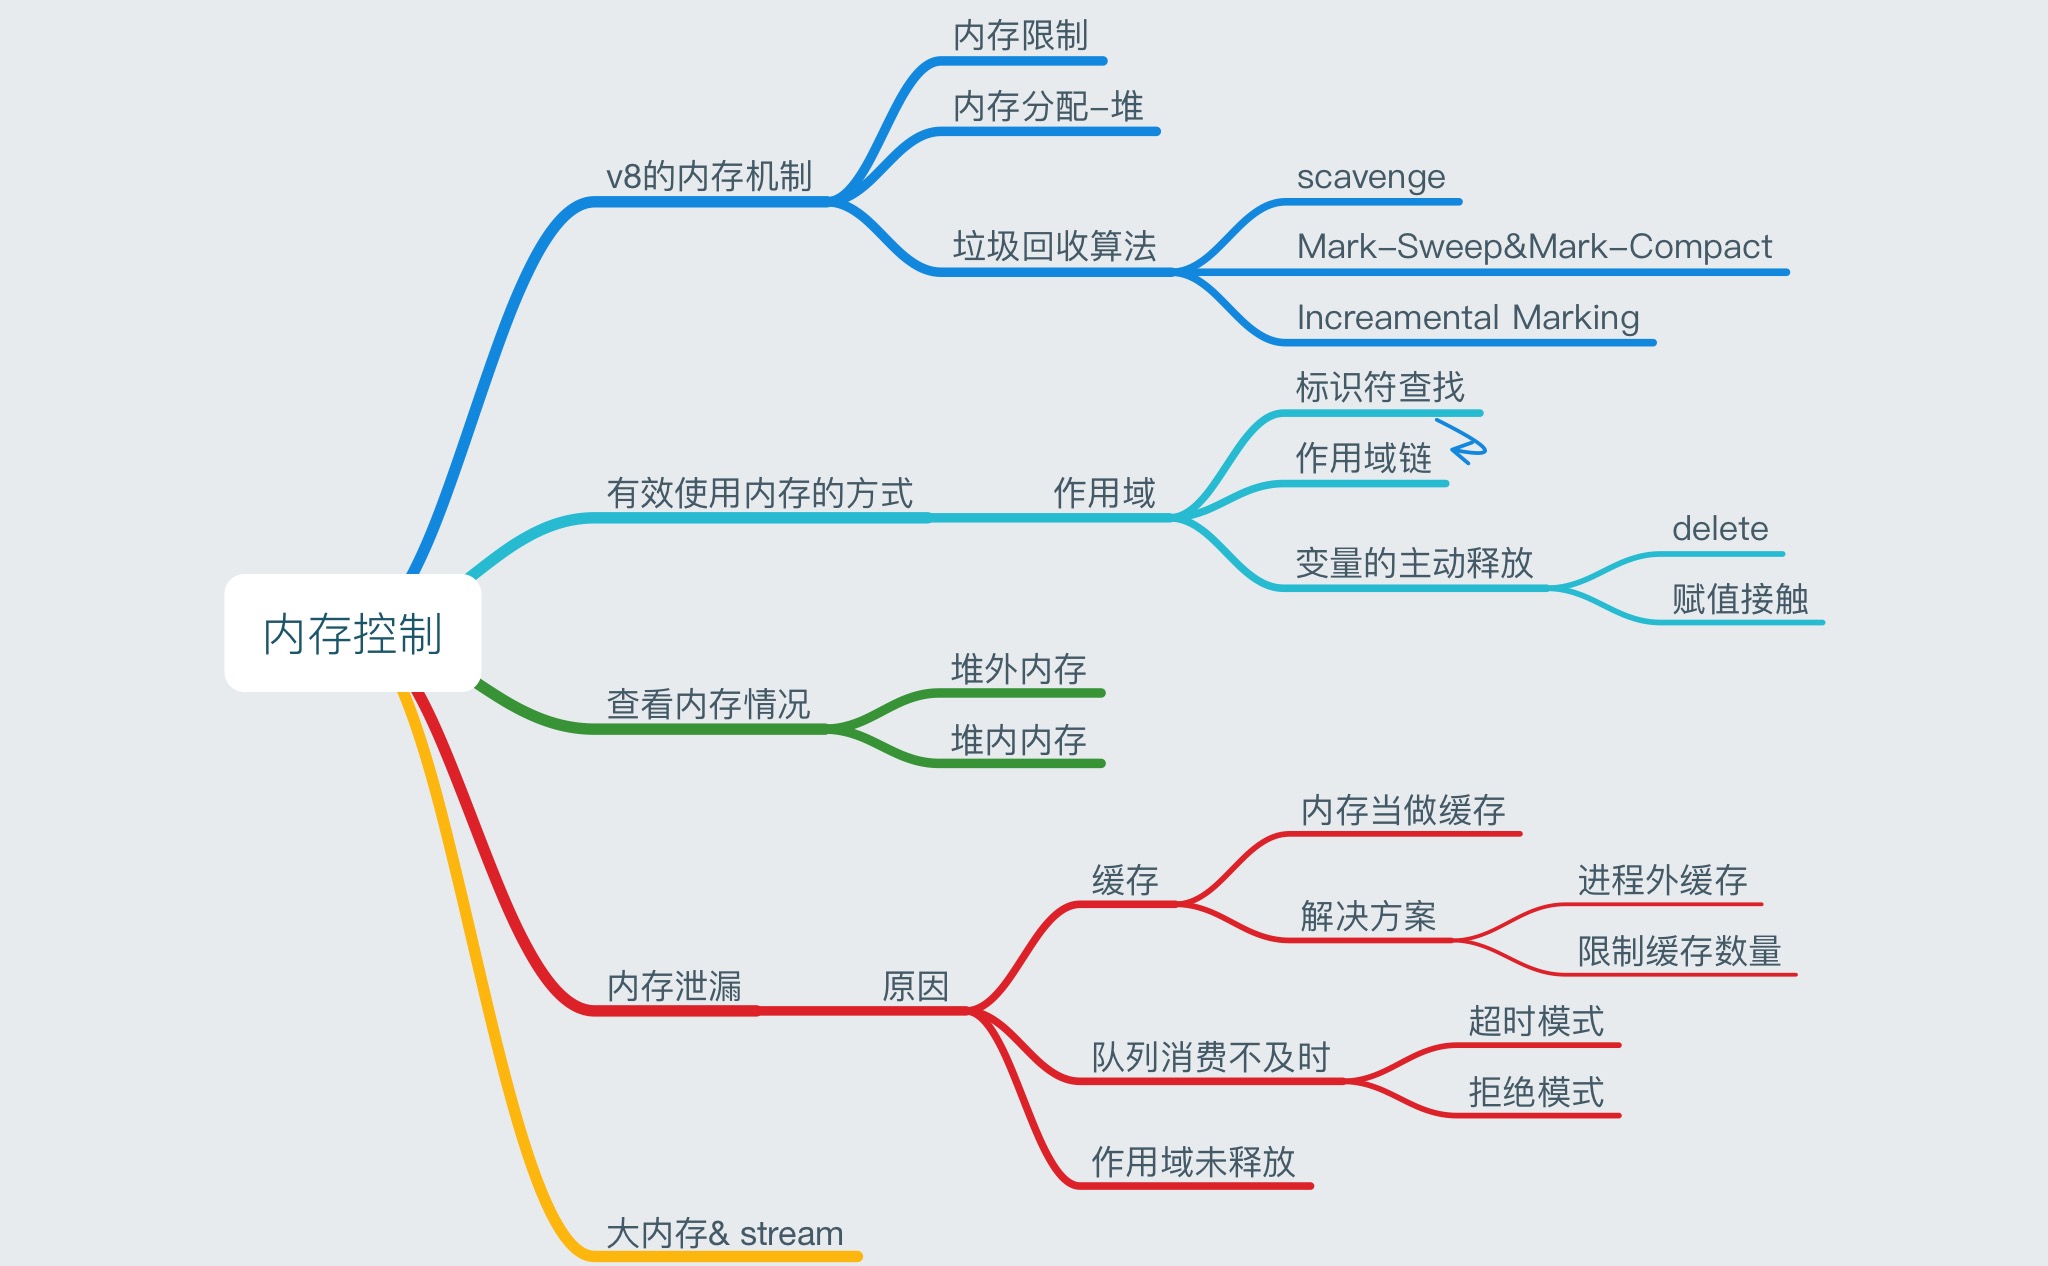 内存控制
v8的内存机制
内存限制
内存分配-堆
垃圾回收算法
scavenge
Mark-Sweep&Mark-Compact
Increamental Marking
有效使用内存的方式
作用域
标识符查找
作用域链
变量的主动释放
delete
赋值接触
查看内存情况
堆外内存
堆内内存
内存泄漏
原因
缓存
内存当做缓存
解决方案
进程外缓存
限制缓存数量
队列消费不及时
超时模式
拒绝模式
作用域未释放
大内存& stream